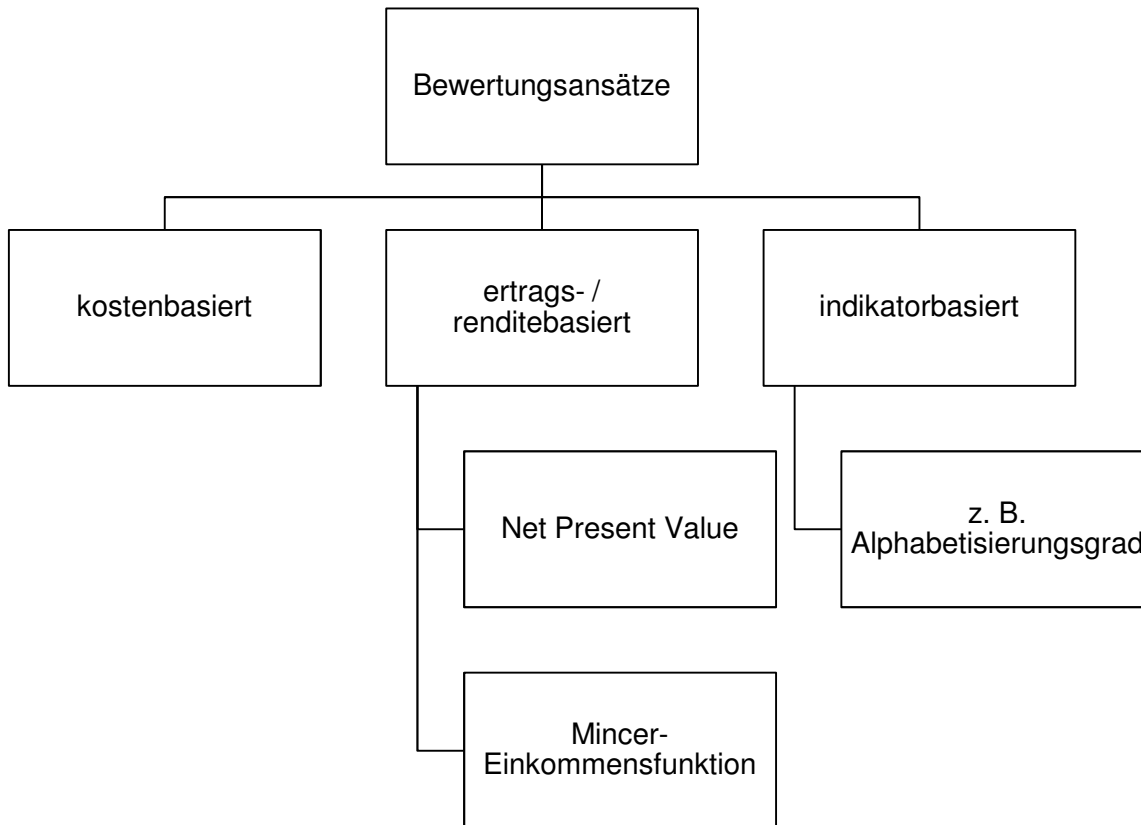 Bewertungsansätze
kostenbasiert
ertrags- /
renditebasiert
indikatorbasiert
Net Present Value
z. B.
Alphabetisierungsgrad
Mincer-
Einkommensfunktion